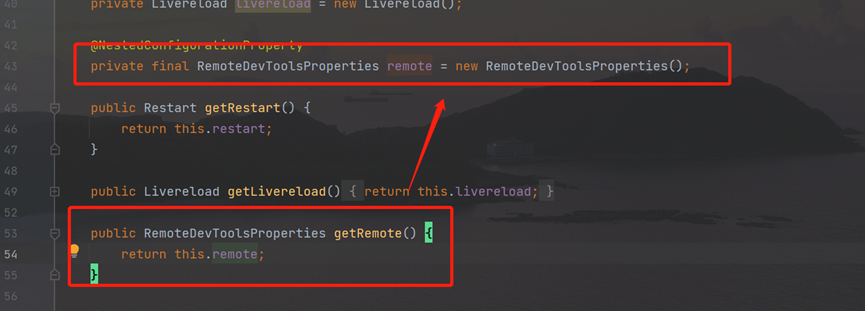 40 private Livereload livereload = new Livereload();
41
42 @NestedConfigurationProperty
43 private final RemoteDevToolsProperties remote = new RemoteDevToolsProperties();
44
45 public Restart getRestart() {
46 return this.restart;
47 }
48
49 public Livereload getLivereload() { return this.livereload; }
52
53 public RemoteDevToolsProperties getRemote() {
54 return this.remote;
55 }
56